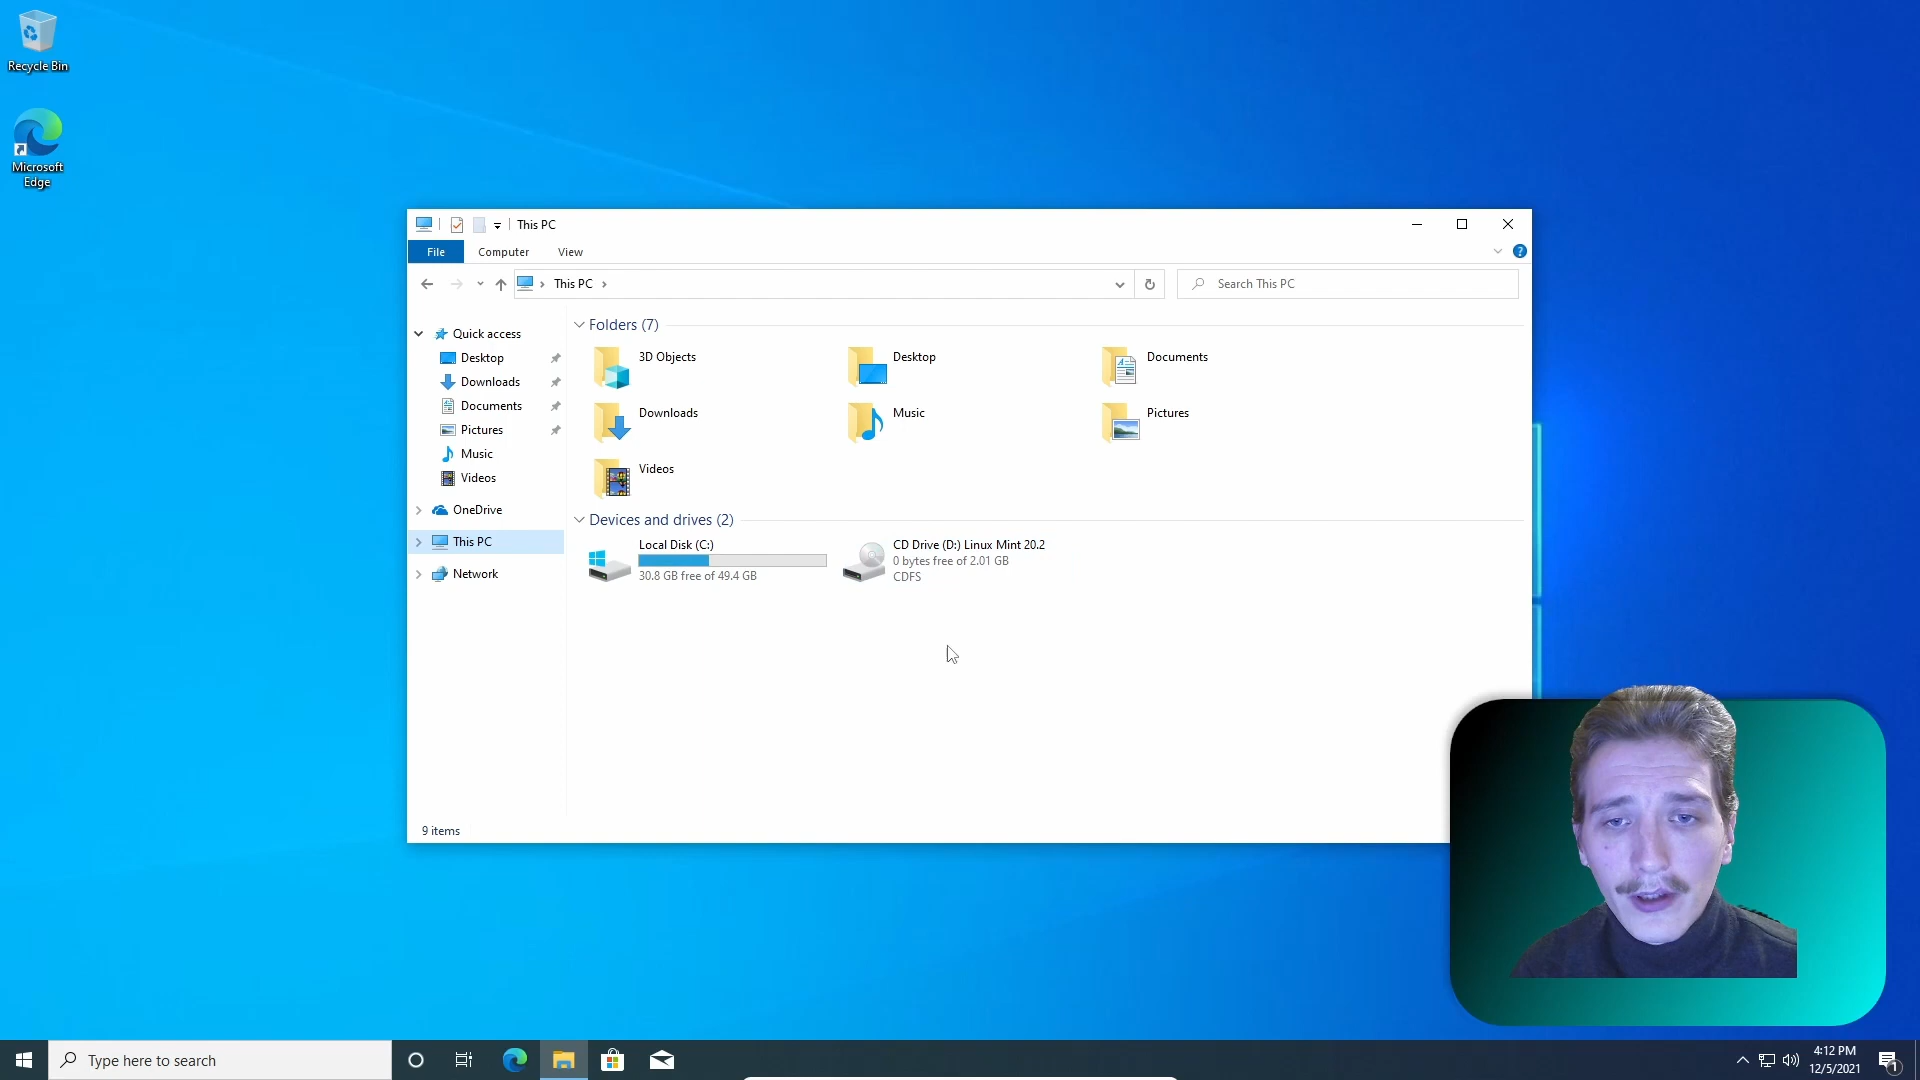 Recycle Bin
Microsoft
Edge
This PC
File
Computer
View
This PC
Search This PC
Quick access
Desktop
Downloads
Documents
Pictures
Music
Videos
OneDrive
This PC
Network
Folders (7)
3D Objects
Desktop
Documents
Downloads
Music
Pictures
Videos
Devices and drives (2)
Local Disk (C:)
30.8 GB free of 49.4 GB
CD Drive (D:) Linux Mint 20.2
0 bytes free of 2.01 GB
CDFS
9 items
Type here to search
4:12 PM
12/5/2021
1